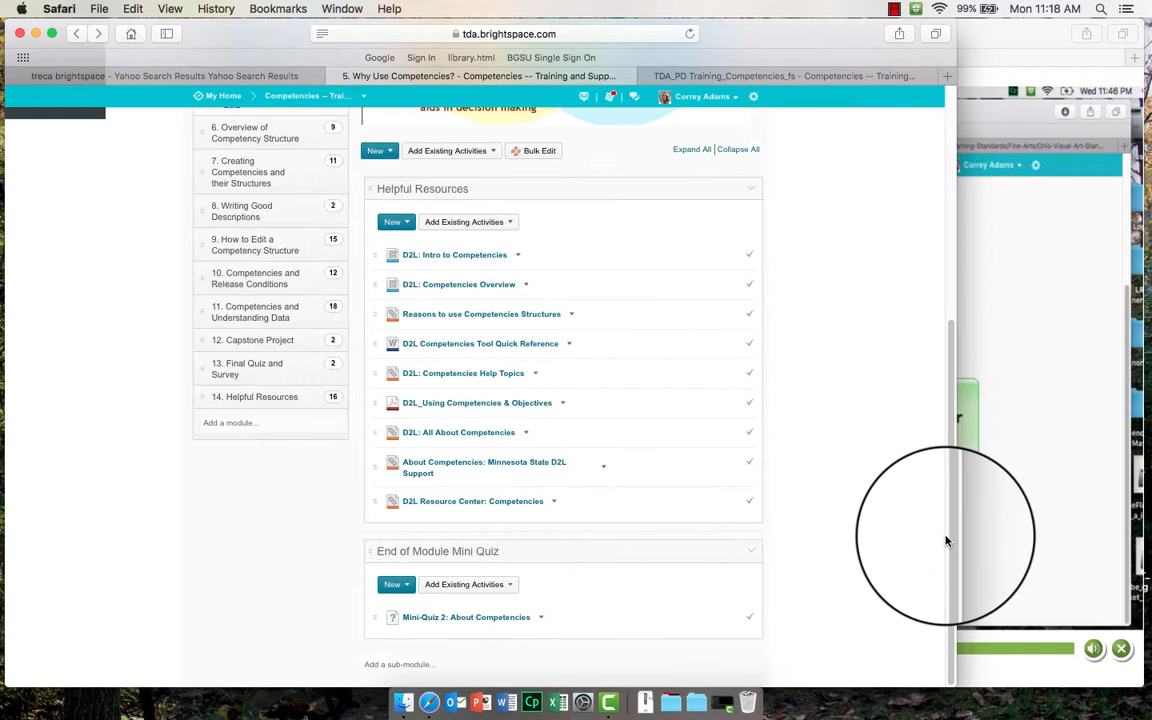 Safari File Edit View History Bookmarks Window Help 99% Mon 11:18 AM
tda.brightspace.com
Google Sign In library.html BGSU Single Sign On
treca brightspace - Yahoo Search Results Yahoo Search Results 5. Why Use Competencies? - Competencies -- Training and Supp... TDA_PD Training_Competencies_fs - Competencies -- Training...
Wed 11:46 PM
My Home Competencies -- Trai... Correy Adams
aids in decision making
Correy Adams
6. Overview of Competency Structure 9
7. Creating Competencies and their Structures 11
8. Writing Good Descriptions 2
9. How to Edit a Competency Structure 15
10. Competencies and Release Conditions 12
11. Competencies and Understanding Data 18
12. Capstone Project 2
13. Final Quiz and Survey 2
14. Helpful Resources 16
Add a module...
New Add Existing Activities Bulk Edit Expand All | Collapse All
Helpful Resources
New Add Existing Activities
D2L: Intro to Competencies
D2L: Competencies Overview
Reasons to use Competencies Structures
D2L Competencies Tool Quick Reference
D2L: Competencies Help Topics
D2L_Using Competencies & Objectives
D2L: All About Competencies
About Competencies: Minnesota State D2L
Support
D2L Resource Center: Competencies
End of Module Mini Quiz
New Add Existing Activities
Mini-Quiz 2: About Competencies
Add a sub-module...